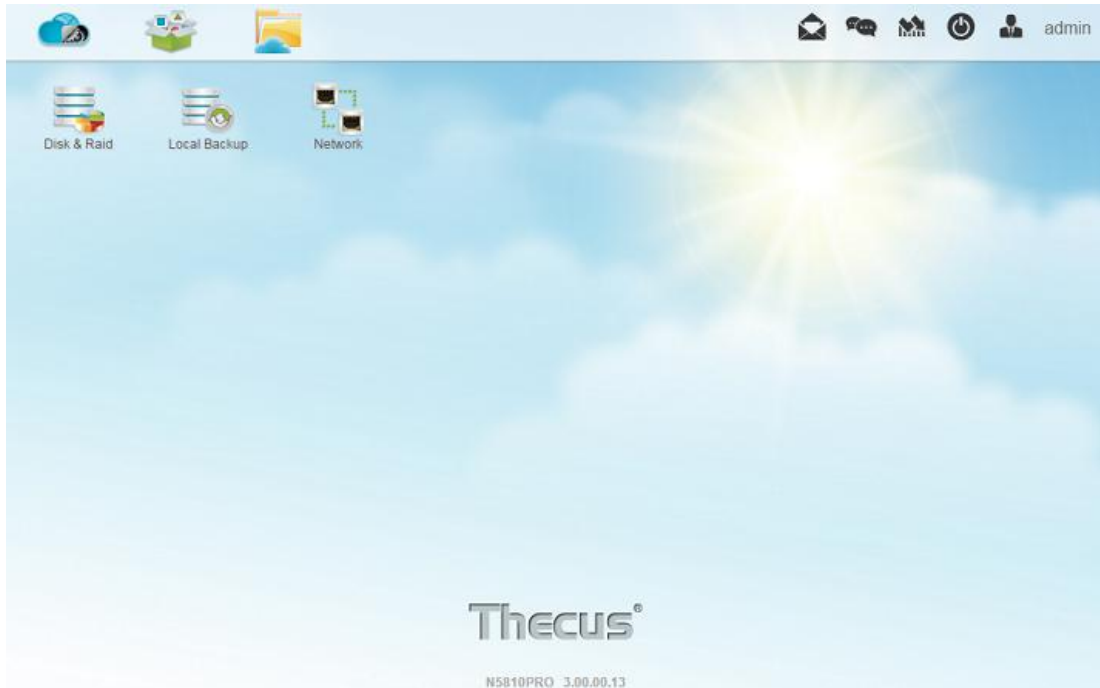 admin
Disk & Raid
Local Backup
Network
Thecus®
N5810PRO 3.00.00.13